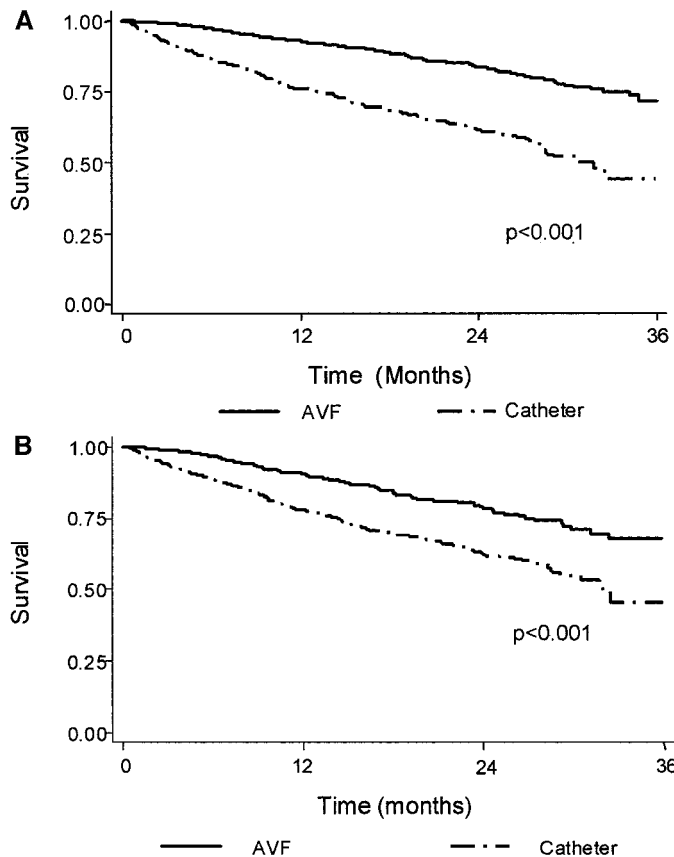 A
1.00
0.75
0.50
0.25
0.00
Survival
p<0.001
0 12 24 36
Time (Months)
AVF Catheter
B
1.00
0.75
0.50
0.25
0.00
Survival
p<0.001
0 12 24 36
Time (months)
AVF Catheter